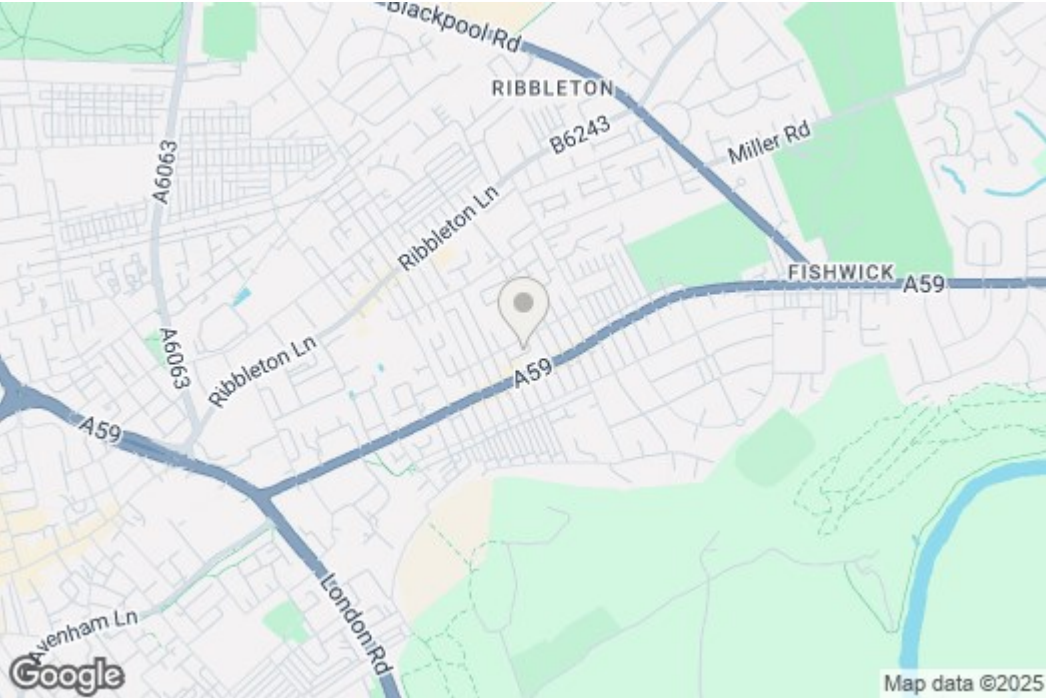 Blackpool Rd
RIBBLETON
B6243
Miller Rd
A6063
Ribbleton Ln
FISHWICK
A59
A6063
Ribbleton Ln
A59
A59
London Rd
Avenham Ln
Google
Map data ©2025